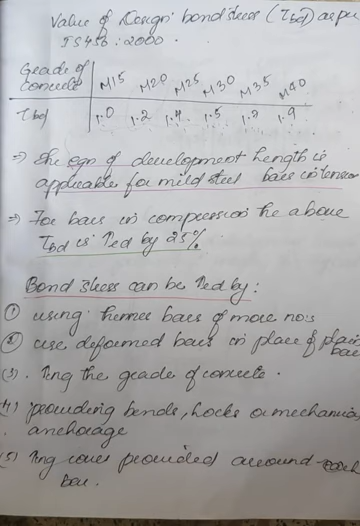 Value of Design bond stress (τbd) as per
IS 456 : 2000 .
Grade of concrete M15 M20 M25 M30 M35 M40
τbd 1.0 1.2 1.4 1.5 1.7 1.9
⇒ The eqn of development length is
applicable for mild steel bars in tension
⇒ For bars in compression the above
τbd is ↑ed by 25%
Bond stress can be ↑ed by :
① using thinner bars of more nos
② use deformed bars in place of plain bar
(3) . ↑ing the grade of concrete .
(4) providing bends, hooks or mechanical
anchorage
(5) ↑ing cover provided around each
bar .